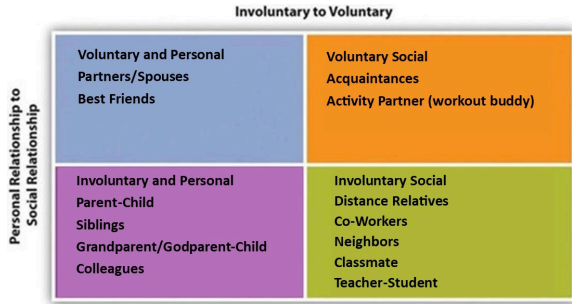 Involuntary to Voluntary
Personal Relationship to
Social Relationship
Voluntary and Personal
Partners/Spouses
Best Friends
Voluntary Social
Acquaintances
Activity Partner (workout buddy)
Involuntary and Personal
Parent-Child
Siblings
Grandparent/Godparent-Child
Colleagues
Involuntary Social
Distance Relatives
Co-Workers
Neighbors
Classmate
Teacher-Student